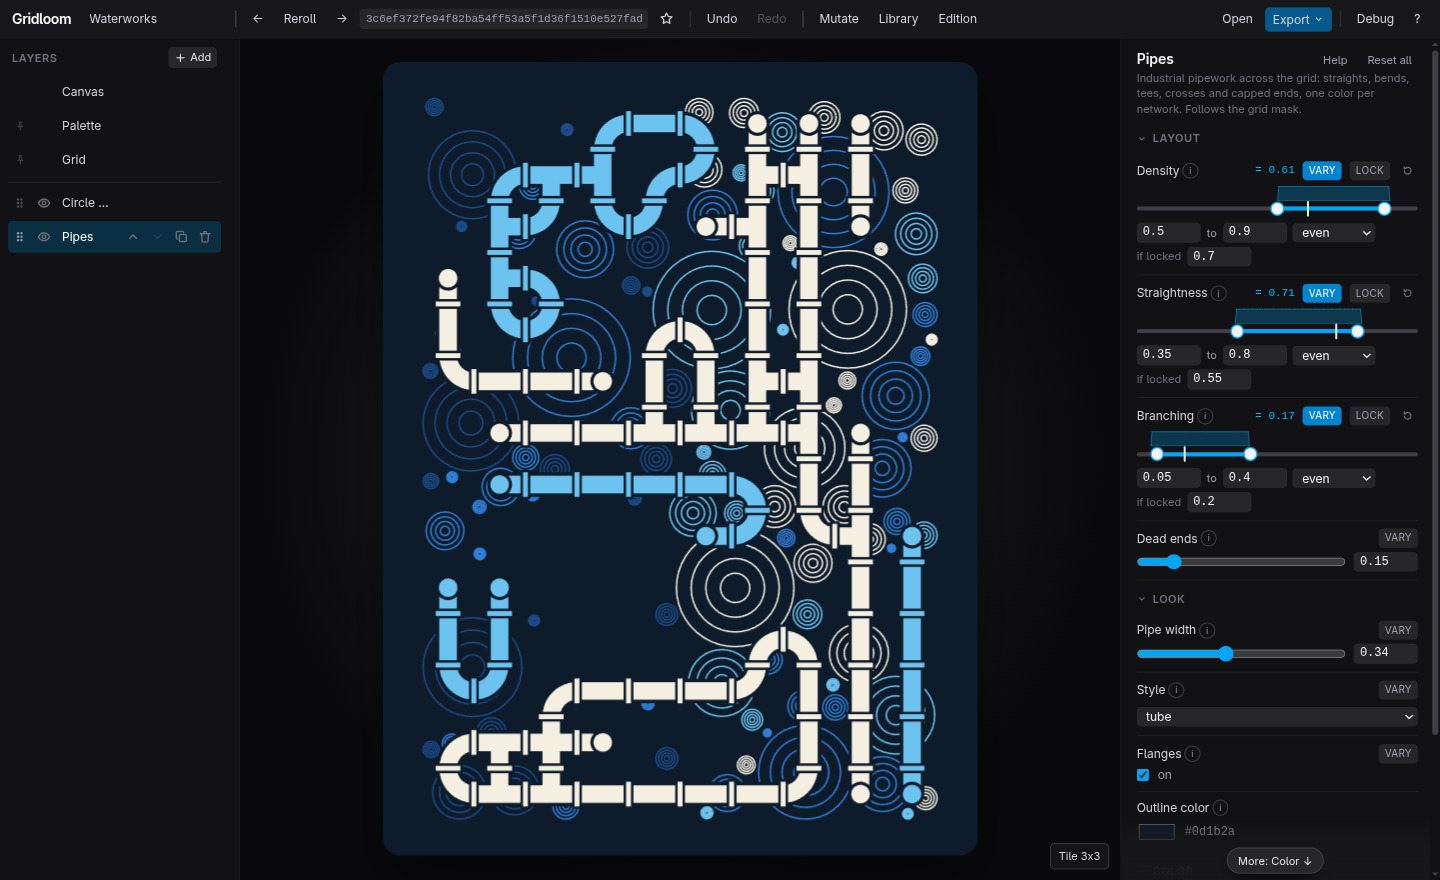 Gridloom Waterworks ← Reroll → 3c6ef372fe94f82ba54ff53a5f1d36f1510e527fad Undo Redo Mutate Library Edition Open Export Debug ?
LAYERS + Add
Canvas
Palette
Grid
Circle ...
Pipes
Tile 3x3
Pipes Help Reset all
Industrial pipework across the grid: straights, bends,
tees, crosses and capped ends, one color per
network. Follows the grid mask.
LAYOUT
Density i = 0.61 VARY LOCK
0.5 to 0.9 even
if locked 0.7
Straightness i = 0.71 VARY LOCK
0.35 to 0.8 even
if locked 0.55
Branching i = 0.17 VARY LOCK
0.05 to 0.4 even
if locked 0.2
Dead ends i VARY
0.15
LOOK
Pipe width i VARY
0.34
Style i VARY
tube
Flanges i VARY
on
Outline color i
#0d1b2a
More: Color ↓